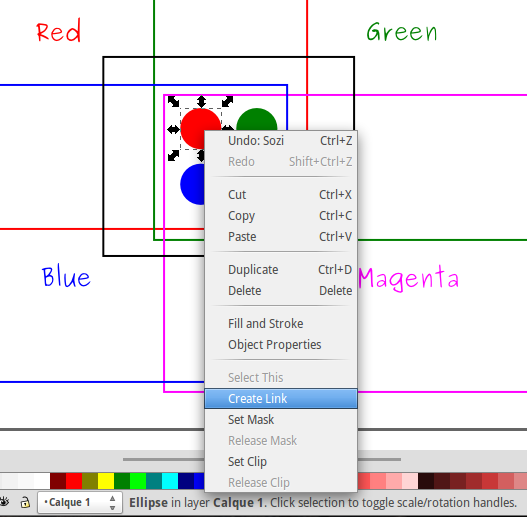 Red
Green
Undo: Sozi Ctrl+Z
Redo Shift+Ctrl+Z
Cut Ctrl+X
Copy Ctrl+C
Paste Ctrl+V
Duplicate Ctrl+D
Delete Delete
Blue
Magenta
Fill and Stroke
Object Properties
Select This
Create Link
Set Mask
Release Mask
Set Clip
Release Clip
•Calque 1
Ellipse in layer Calque 1. Click selection to toggle scale/rotation handles.